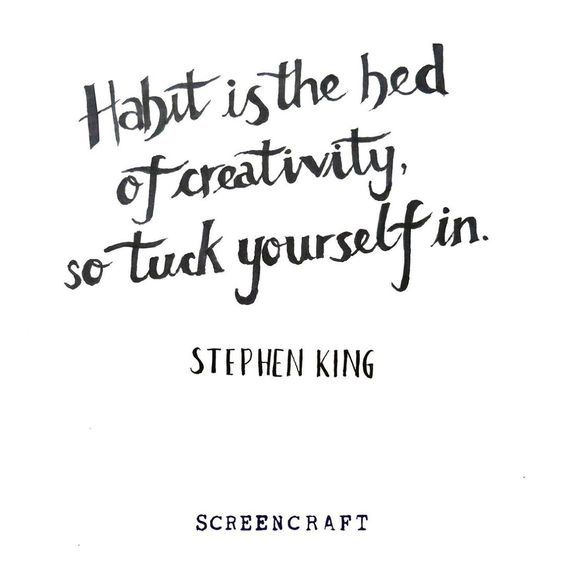 Habit is the bed
of creativity,
so tuck yourself in.
STEPHEN KING
SCREENCRAFT